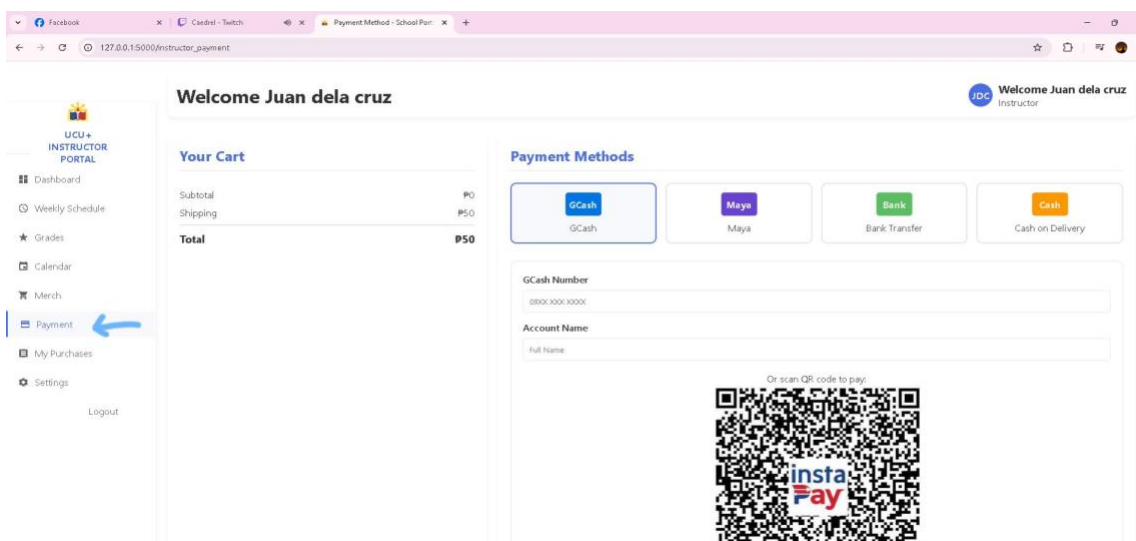 Facebook
Caedrel - Twitch
Payment Method - School Port
127.0.0.1:5000/instructor_payment
Welcome Juan dela cruz
JDC
Welcome Juan dela cruz
Instructor
UCU+
INSTRUCTOR
PORTAL
Dashboard
Weekly Schedule
Grades
Calendar
Merch
Payment
My Purchases
Settings
Logout
Your Cart
Subtotal ₱0
Shipping ₱50
Total ₱50
Payment Methods
GCash
GCash
Maya
Maya
Bank
Bank Transfer
Cash
Cash on Delivery
GCash Number
Account Name
Full Name
Or scan QR code to pay:
insta
Pay